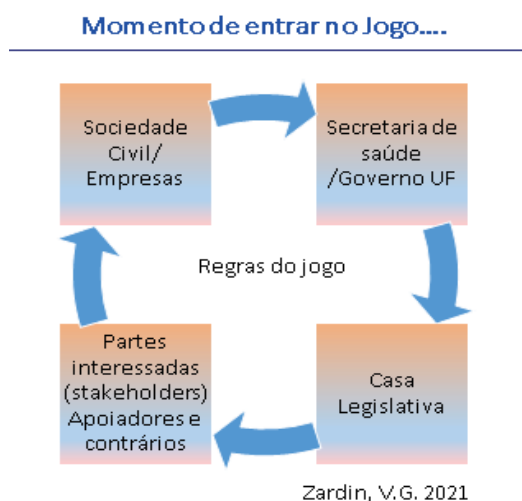 Momento de entrar no Jogo....
Sociedade
Civil/
Empresas
Secretaria de
saúde
/Governo UF
Regras do jogo
Partes
interessadas
(stakeholders)
Apoiadores e
contrários
Casa
Legislativa
Zardin, V.G. 2021